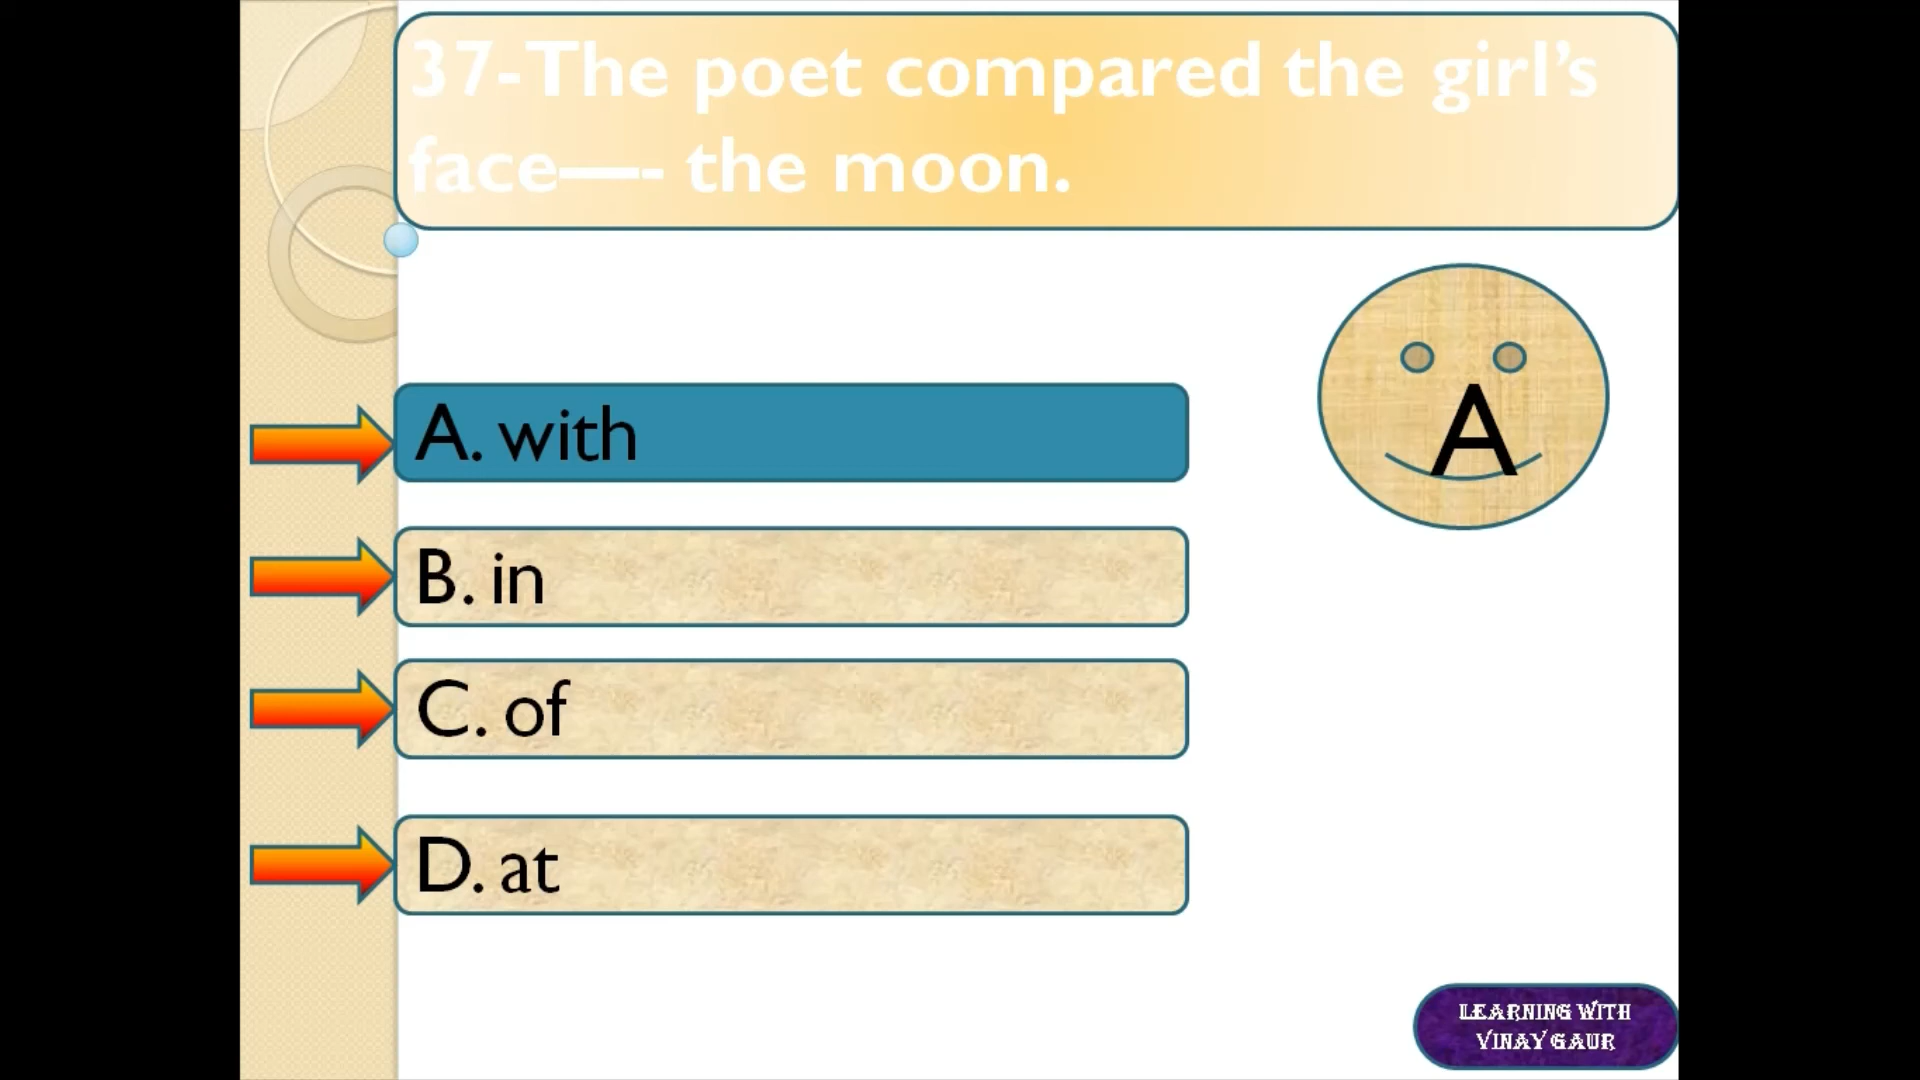 37-The poet compared the girl’s
face—- the moon.
A. with
A
B. in
C. of
D. at
LEARNING WITH
VINAY GAUR